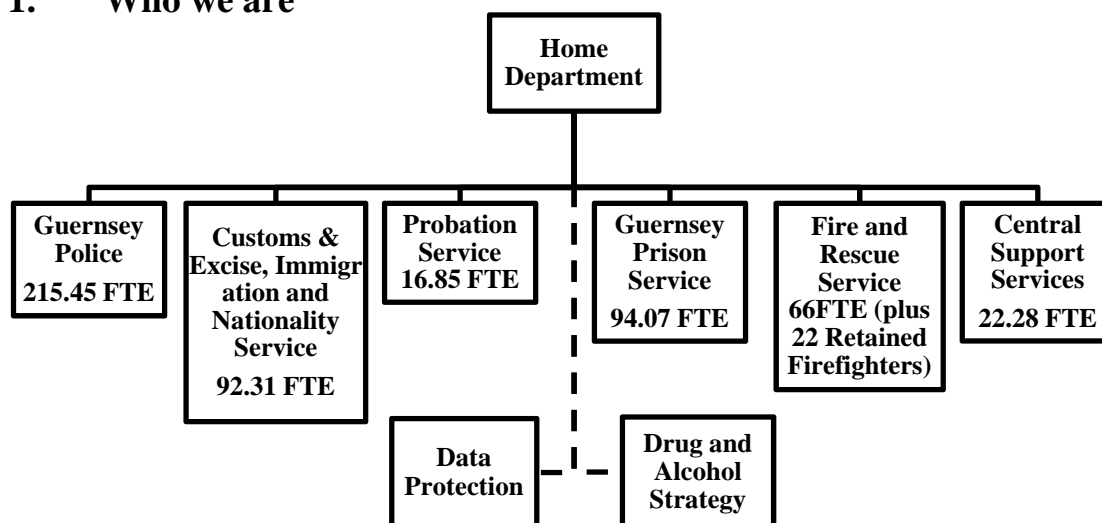 1. Who we are
Home
Department
Guernsey
Police
215.45 FTE
Customs &
Excise, Immigr
ation and
Nationality
Service
92.31 FTE
Probation
Service
16.85 FTE
Guernsey
Prison
Service
94.07 FTE
Fire and
Rescue
Service
66FTE (plus
22 Retained
Firefighters)
Central
Support
Services
22.28 FTE
Data
Protection
Drug and
Alcohol
Strategy